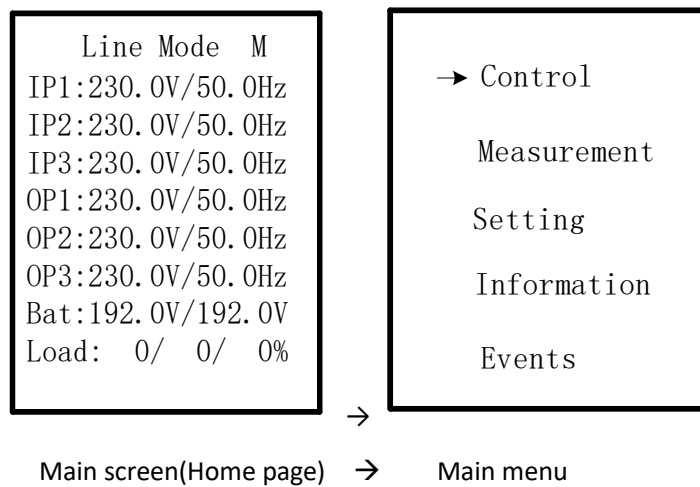 Line Mode M
IP1:230.0V/50.0Hz
IP2:230.0V/50.0Hz
IP3:230.0V/50.0Hz
OP1:230.0V/50.0Hz
OP2:230.0V/50.0Hz
OP3:230.0V/50.0Hz
Bat:192.0V/192.0V
Load: 0/ 0/ 0%
→ Control
Measurement
Setting
Information
Events
→
Main screen(Home page) → Main menu